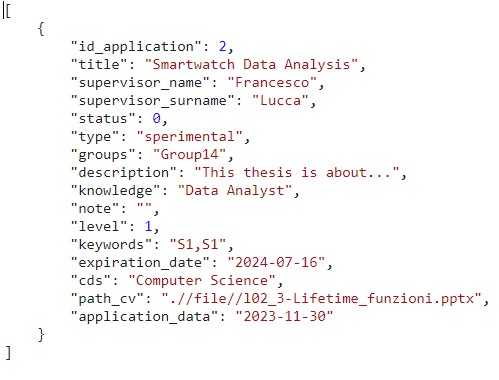 [
    {
        "id_application": 2,
        "title": "Smartwatch Data Analysis",
        "supervisor_name": "Francesco",
        "supervisor_surname": "Lucca",
        "status": 0,
        "type": "sperimental",
        "groups": "Group14",
        "description": "This thesis is about...",
        "knowledge": "Data Analyst",
        "note": "",
        "level": 1,
        "keywords": "S1,S1",
        "expiration_date": "2024-07-16",
        "cds": "Computer Science",
        "path_cv": ".//file//l02_3-Lifetime_funzioni.pptx",
        "application_data": "2023-11-30"
    }
]